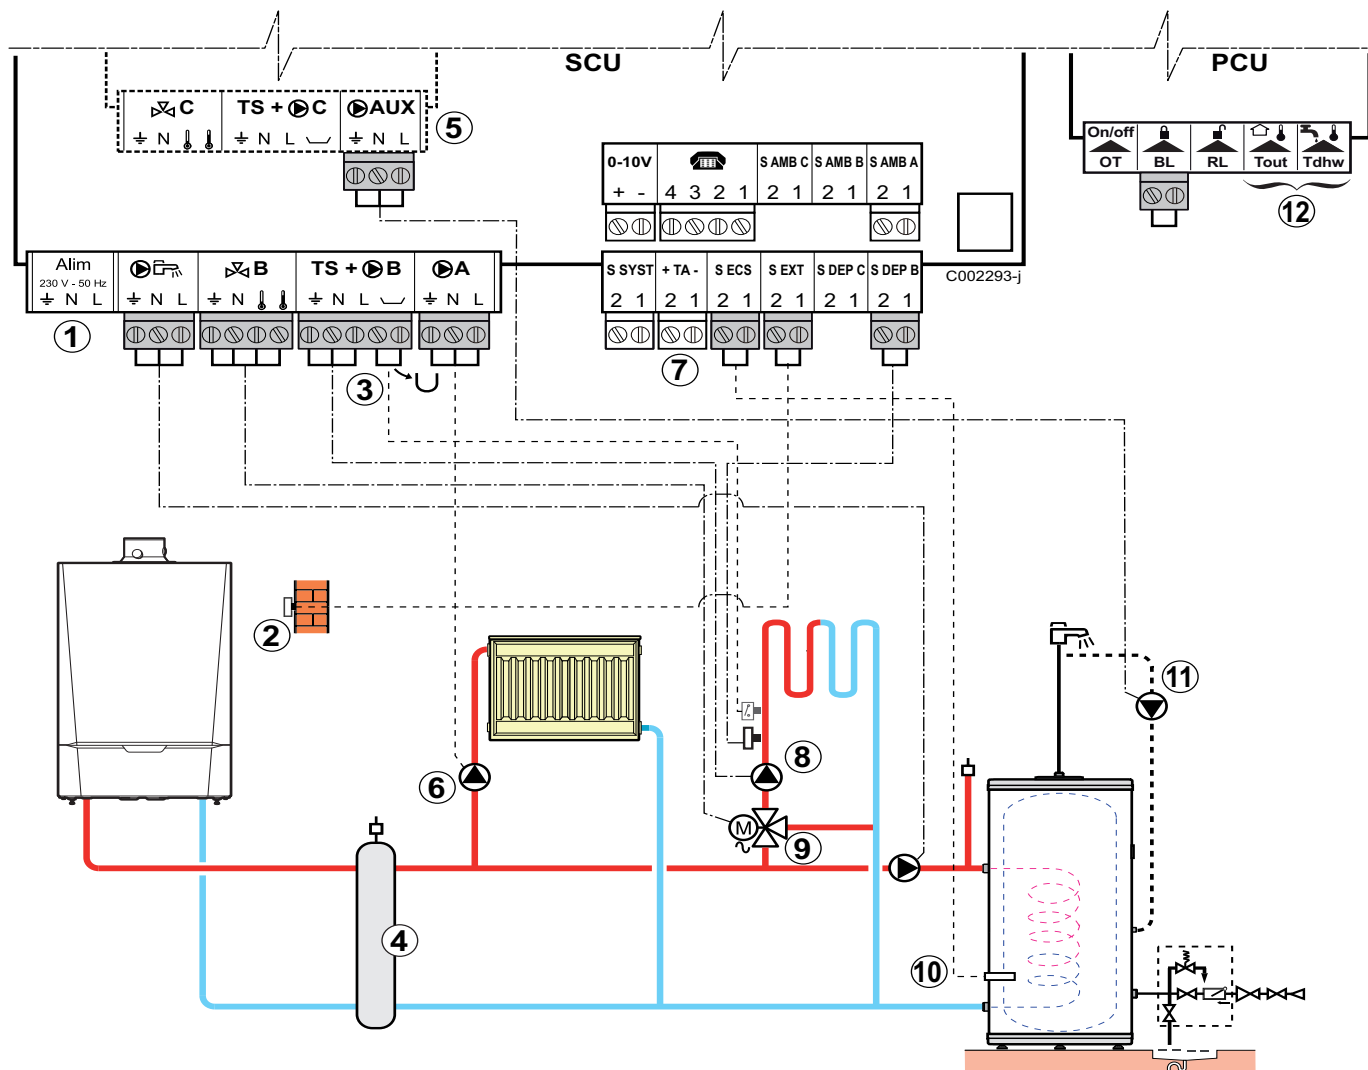 SCU
PCU
C
TS + C
AUX
N
N L
N L
5
0-10V
S AMB C
S AMB B
S AMB A
+ -
4 3 2 1
2 1
2 1
2 1
On/off
OT
BL
RL
Tout
Tdhw
12
C002293-j
Alim
230 V - 50 Hz
N L
N L
B
N
TS + B
N L
A
N L
1
3
S SYST
+ TA -
S ECS
S EXT
S DEP C
S DEP B
2 1
2 1
2 1
2 1
2 1
2 1
7
2
6
8
M
9
11
4
10